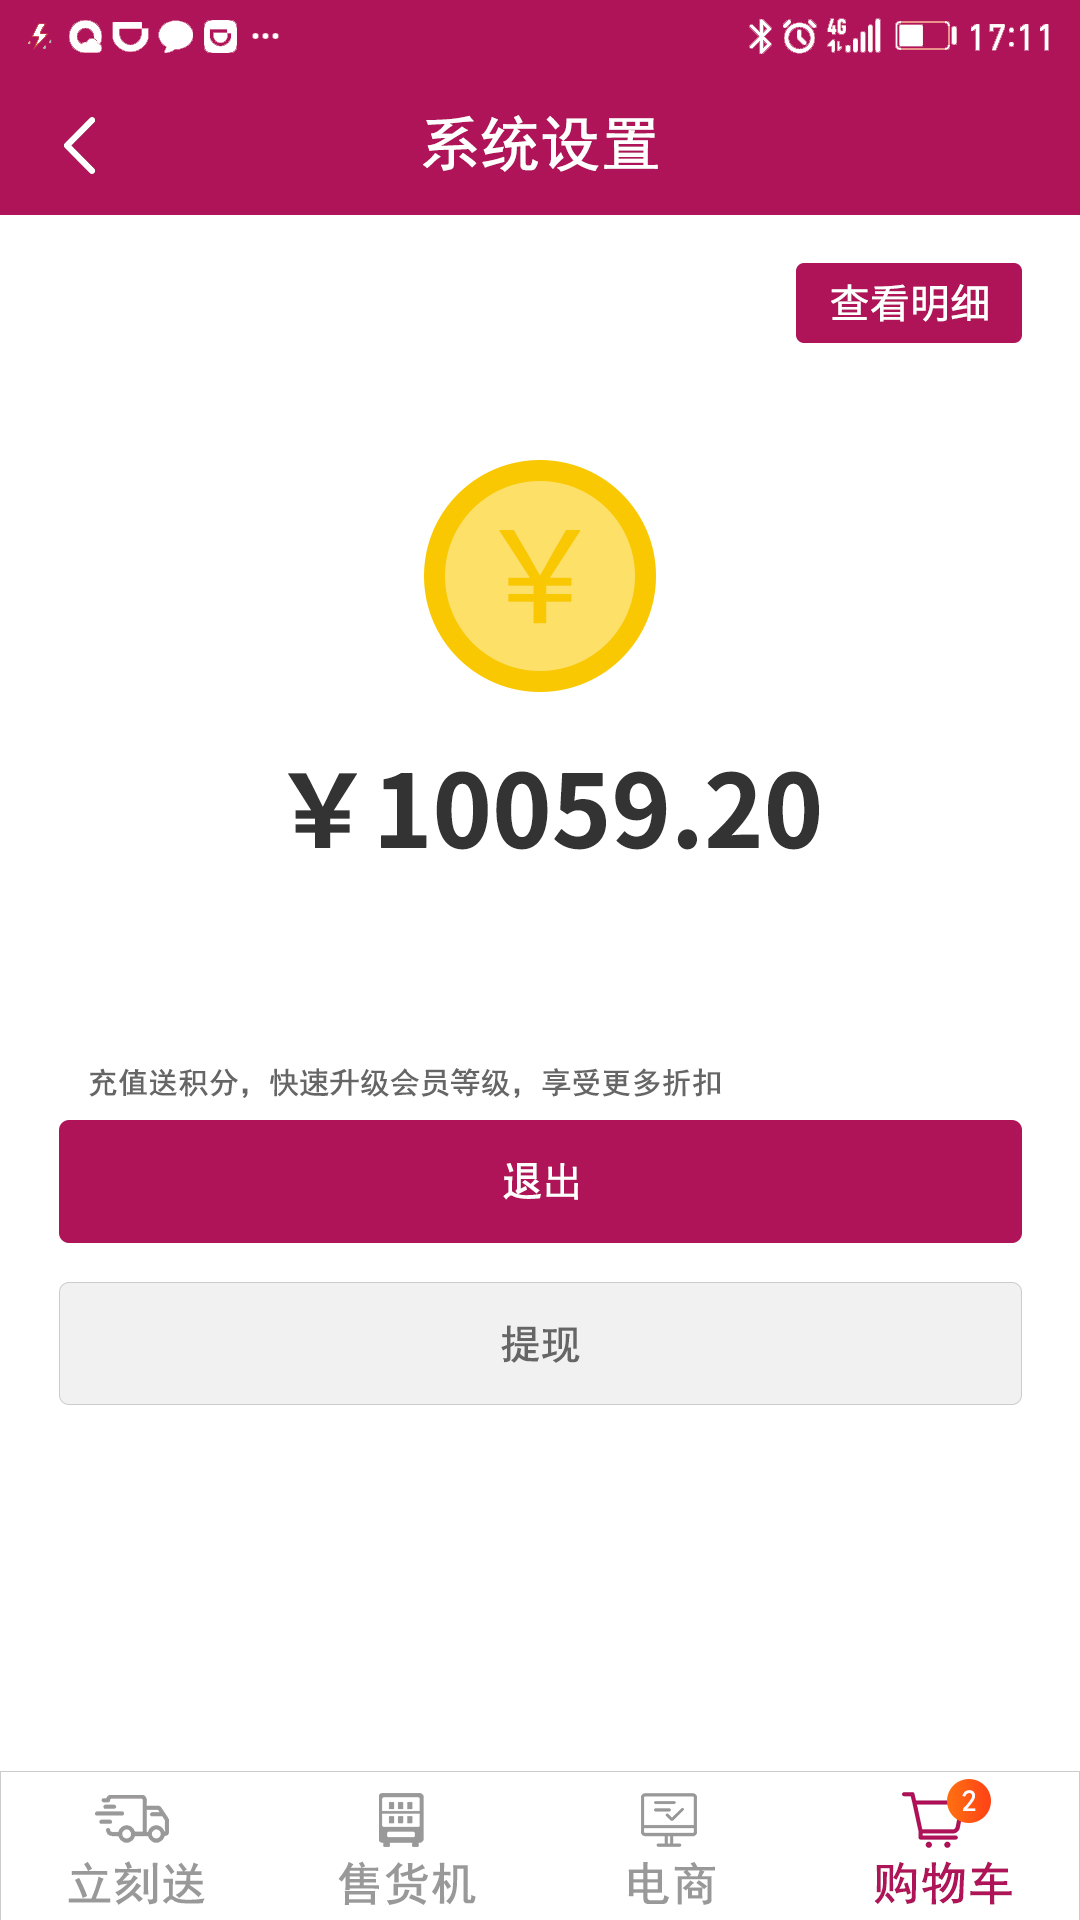 4G 17:11
系统设置
查看明细
¥
¥10059.20
充值送积分，快速升级会员等级，享受更多折扣
退出
提现
2
立刻送 售货机 电商 购物车